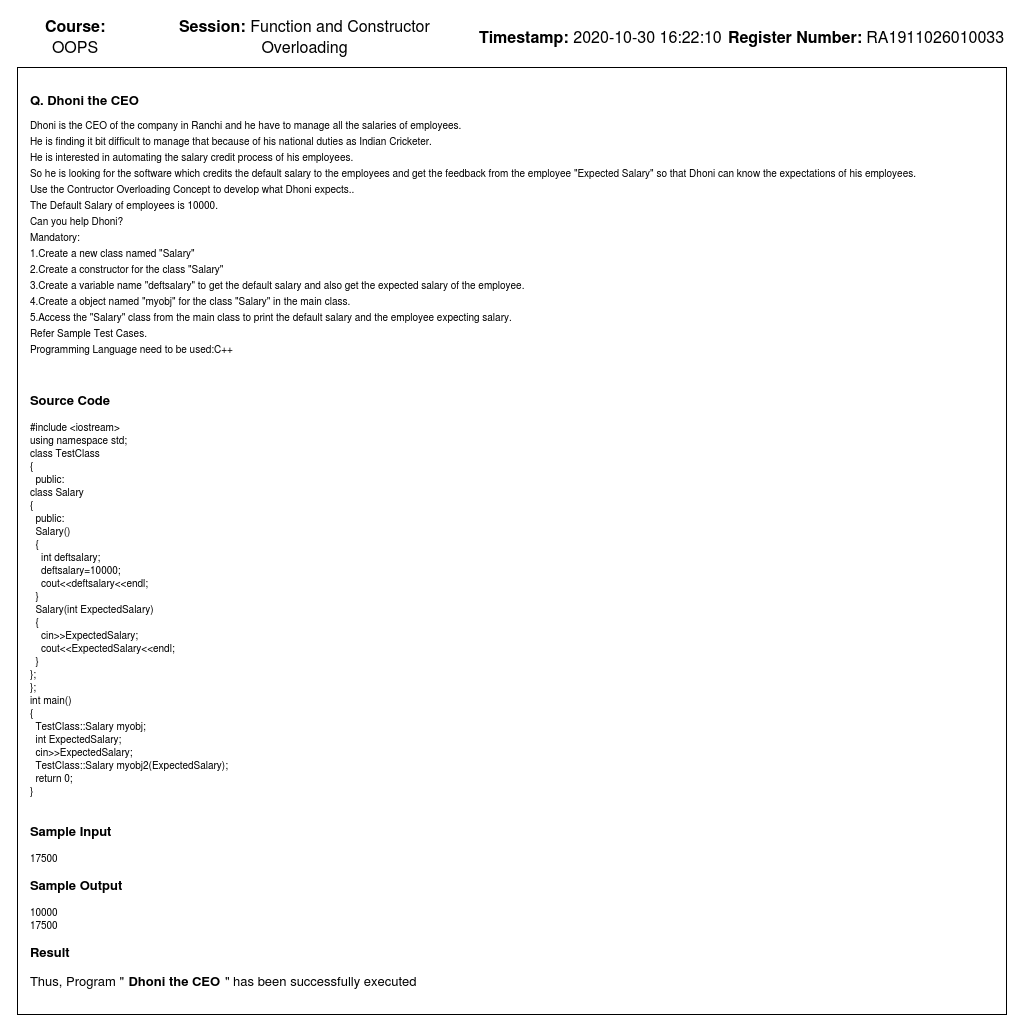 Course: OOPS
Session: Function and Constructor Overloading
Timestamp: 2020-10-30 16:22:10
Register Number: RA1911026010033
Q. Dhoni the CEO
Dhoni is the CEO of the company in Ranchi and he have to manage all the salaries of employees.
He is finding it bit difficult to manage that because of his national duties as Indian Cricketer.
He is interested in automating the salary credit process of his employees.
So he is looking for the software which credits the default salary to the employees and get the feedback from the employee "Expected Salary" so that Dhoni can know the expectations of his employees.
Use the Contructor Overloading Concept to develop what Dhoni expects..
The Default Salary of employees is 10000.
Can you help Dhoni?
Mandatory:
1.Create a new class named "Salary"
2.Create a constructor for the class "Salary"
3.Create a variable name "deftsalary" to get the default salary and also get the expected salary of the employee.
4.Create a object named "myobj" for the class "Salary" in the main class.
5.Access the "Salary" class from the main class to print the default salary and the employee expecting salary.
Refer Sample Test Cases.
Programming Language need to be used:C++
Source Code
#include <iostream>
using namespace std;
class TestClass
{
  public:
class Salary
{
  public:
  Salary()
  {
    int deftsalary;
    deftsalary=10000;
    cout<<deftsalary<<endl;
  }
  Salary(int ExpectedSalary)
  {
    cin>>ExpectedSalary;
    cout<<ExpectedSalary<<endl;
  }
};
};
int main()
{
  TestClass::Salary myobj;
  int ExpectedSalary;
  cin>>ExpectedSalary;
  TestClass::Salary myobj2(ExpectedSalary);
  return 0;
}
Sample Input
17500
Sample Output
10000
17500
Result
Thus, Program " Dhoni the CEO " has been successfully executed